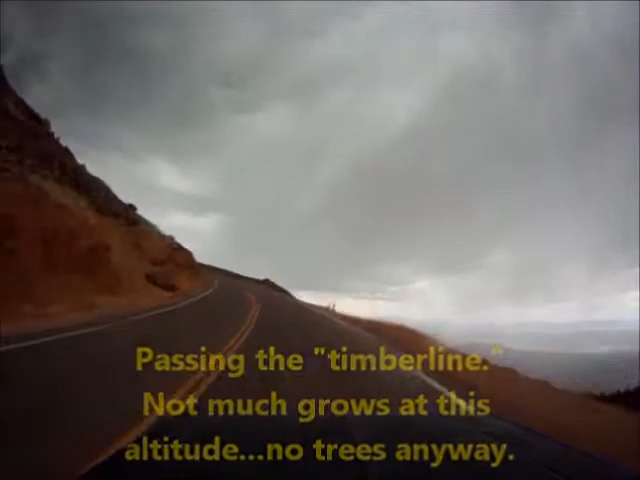 Passing the "timberline."
Not much grows at this
altitude...no trees anyway.